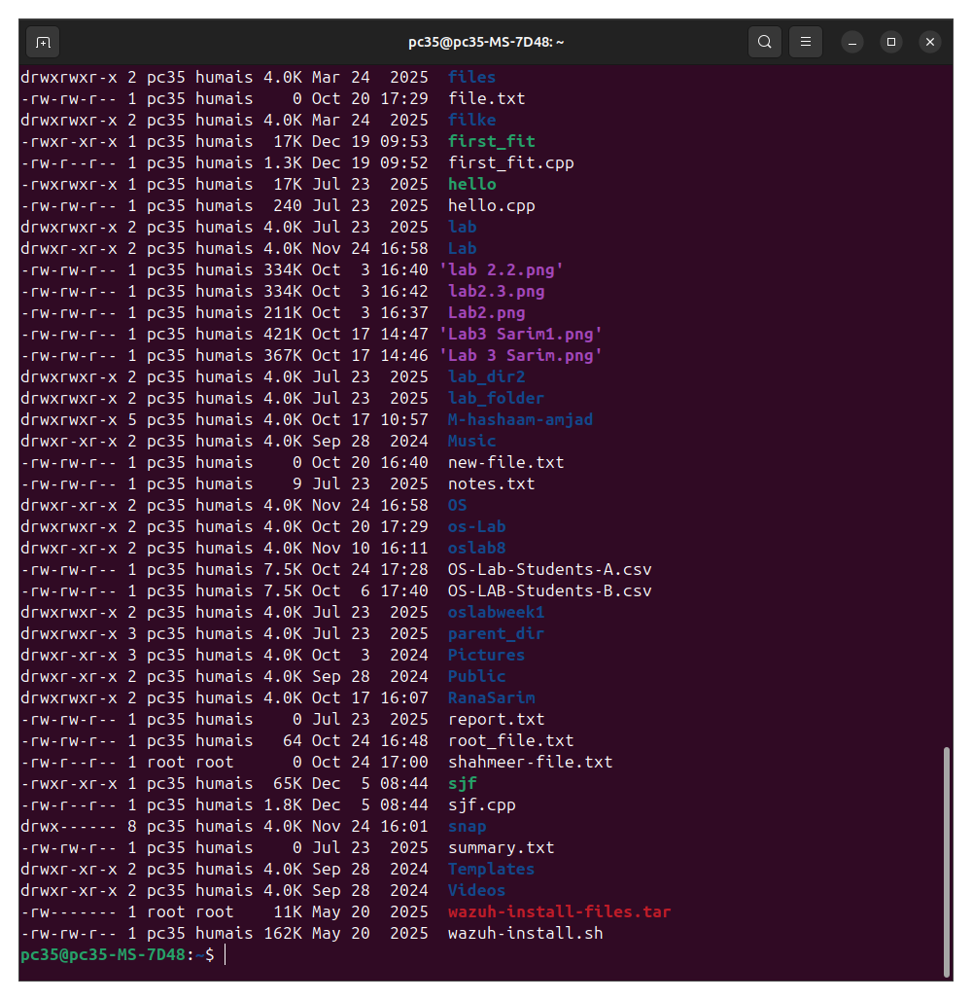 pc35@pc35-MS-7D48: ~
drwxrwxr-x 2 pc35 humais 4.0K Mar 24  2025  files
-rw-rw-r-- 1 pc35 humais    0 Oct 20 17:29  file.txt
drwxrwxr-x 2 pc35 humais 4.0K Mar 24  2025  filke
-rwxr-xr-x 1 pc35 humais  17K Dec 19 09:53  first_fit
-rw-r--r-- 1 pc35 humais 1.3K Dec 19 09:52  first_fit.cpp
-rwxrwxr-x 1 pc35 humais  17K Jul 23  2025  hello
-rw-rw-r-- 1 pc35 humais  240 Jul 23  2025  hello.cpp
drwxrwxr-x 2 pc35 humais 4.0K Jul 23  2025  lab
drwxr-xr-x 2 pc35 humais 4.0K Nov 24 16:58  Lab
-rw-rw-r-- 1 pc35 humais 334K Oct  3 16:40 'lab 2.2.png'
-rw-rw-r-- 1 pc35 humais 334K Oct  3 16:42  lab2.3.png
-rw-rw-r-- 1 pc35 humais 211K Oct  3 16:37  Lab2.png
-rw-rw-r-- 1 pc35 humais 421K Oct 17 14:47 'Lab3 Sarim1.png'
-rw-rw-r-- 1 pc35 humais 367K Oct 17 14:46 'Lab 3 Sarim.png'
drwxrwxr-x 2 pc35 humais 4.0K Jul 23  2025  lab_dir2
drwxrwxr-x 2 pc35 humais 4.0K Jul 23  2025  lab_folder
drwxrwxr-x 5 pc35 humais 4.0K Oct 17 10:57  M-hashaam-amjad
drwxr-xr-x 2 pc35 humais 4.0K Sep 28  2024  Music
-rw-rw-r-- 1 pc35 humais    0 Oct 20 16:40  new-file.txt
-rw-rw-r-- 1 pc35 humais    9 Jul 23  2025  notes.txt
drwxr-xr-x 2 pc35 humais 4.0K Nov 24 16:58  OS
drwxrwxr-x 2 pc35 humais 4.0K Oct 20 17:29  os-Lab
drwxr-xr-x 2 pc35 humais 4.0K Nov 10 16:11  oslab8
-rw-rw-r-- 1 pc35 humais 7.5K Oct 24 17:28  OS-Lab-Students-A.csv
-rw-rw-r-- 1 pc35 humais 7.5K Oct  6 17:40  OS-LAB-Students-B.csv
drwxrwxr-x 2 pc35 humais 4.0K Jul 23  2025  oslabweek1
drwxrwxr-x 3 pc35 humais 4.0K Jul 23  2025  parent_dir
drwxr-xr-x 3 pc35 humais 4.0K Oct  3  2024  Pictures
drwxr-xr-x 2 pc35 humais 4.0K Sep 28  2024  Public
drwxrwxr-x 2 pc35 humais 4.0K Oct 17 16:07  RanaSarim
-rw-rw-r-- 1 pc35 humais    0 Jul 23  2025  report.txt
-rw-rw-r-- 1 pc35 humais   64 Oct 24 16:48  root_file.txt
-rw-r--r-- 1 root root      0 Oct 24 17:00  shahmeer-file.txt
-rwxr-xr-x 1 pc35 humais  65K Dec  5 08:44  sjf
-rw-r--r-- 1 pc35 humais 1.8K Dec  5 08:44  sjf.cpp
drwx------ 8 pc35 humais 4.0K Nov 24 16:01  snap
-rw-rw-r-- 1 pc35 humais    0 Jul 23  2025  summary.txt
drwxr-xr-x 2 pc35 humais 4.0K Sep 28  2024  Templates
drwxr-xr-x 2 pc35 humais 4.0K Sep 28  2024  Videos
-rw------- 1 root root    11K May 20  2025  wazuh-install-files.tar
-rw-rw-r-- 1 pc35 humais 162K May 20  2025  wazuh-install.sh
pc35@pc35-MS-7D48:~$